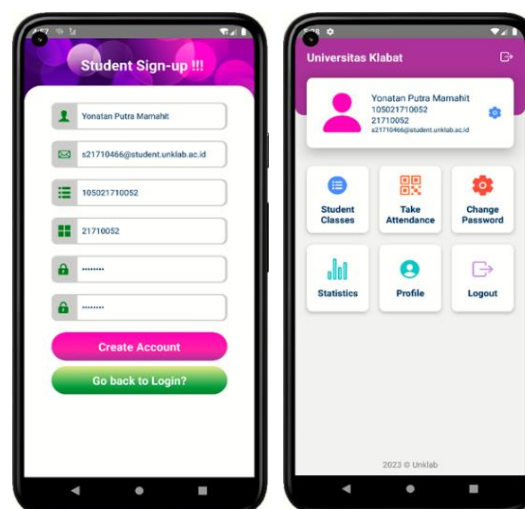 Student Sign-up !!!
Yonatan Putra Mamahit
s21710466@student.unklab.ac.id
105021710052
21710052
Create Account
Go back to Login?
Universitas Klabat
Yonatan Putra Mamahit
105021710052
21710052
s21710466@student.unklab.ac.id
Student
Classes
Take
Attendance
Change
Password
Statistics
Profile
Logout
2023 © Unklab